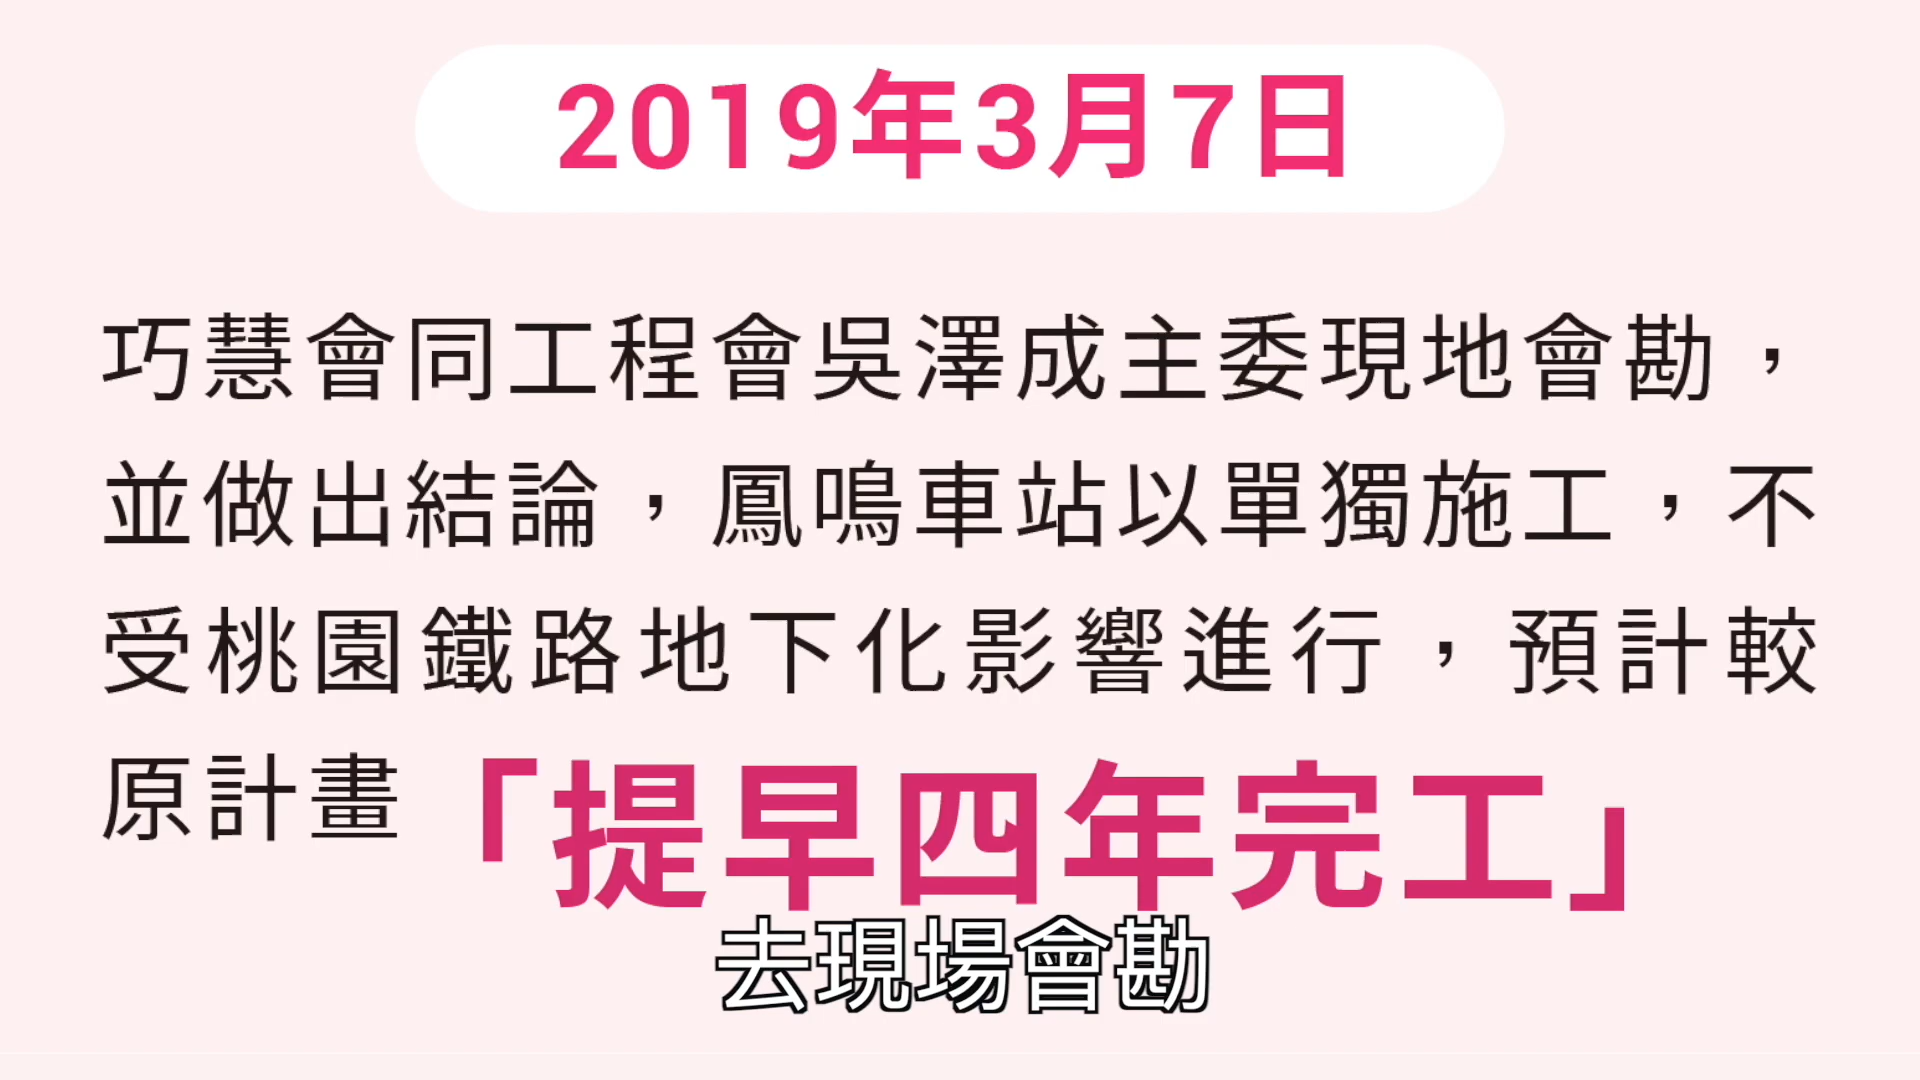 2019年3月7日
巧慧會同工程會吳澤成主委現地會勘，
並做出結論，鳳鳴車站以單獨施工，不
受桃園鐵路地下化影響進行，預計較
原計畫「提早四年完工」
去現場會勘